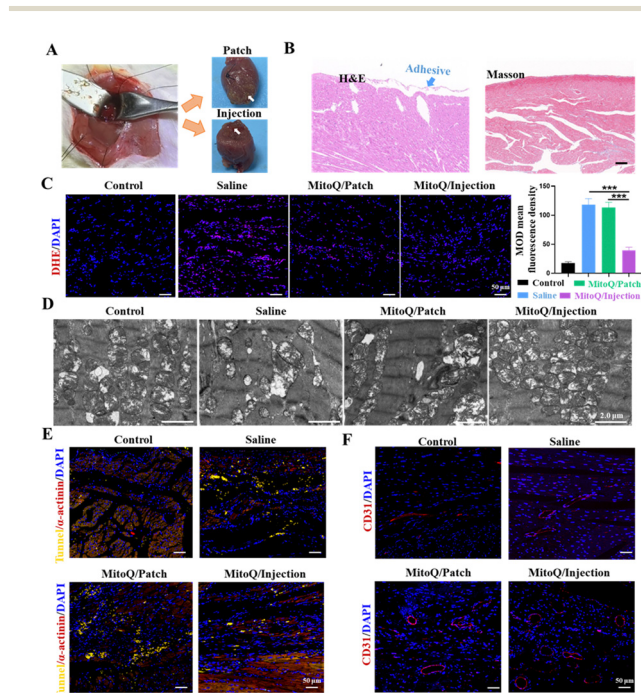 A
Patch
Injection
B
H&E
Adhesive
Masson
C
Control
Saline
MitoQ/Patch
MitoQ/Injection
DHE/DAPI
50 μm
MOD mean
fluorescence density
150
100
50
0
***
***
Control
MitoQ/Patch
Saline
MitoQ/Injection
D
Control
Saline
MitoQ/Patch
MitoQ/Injection
2.0 μm
E
Control
Saline
Tunnel/α-actinin/DAPI
MitoQ/Patch
MitoQ/Injection
unnel/α-actinin/DAPI
50 μm
F
Control
Saline
CD31/DAPI
MitoQ/Patch
MitoQ/Injection
CD31/DAPI
50 μm